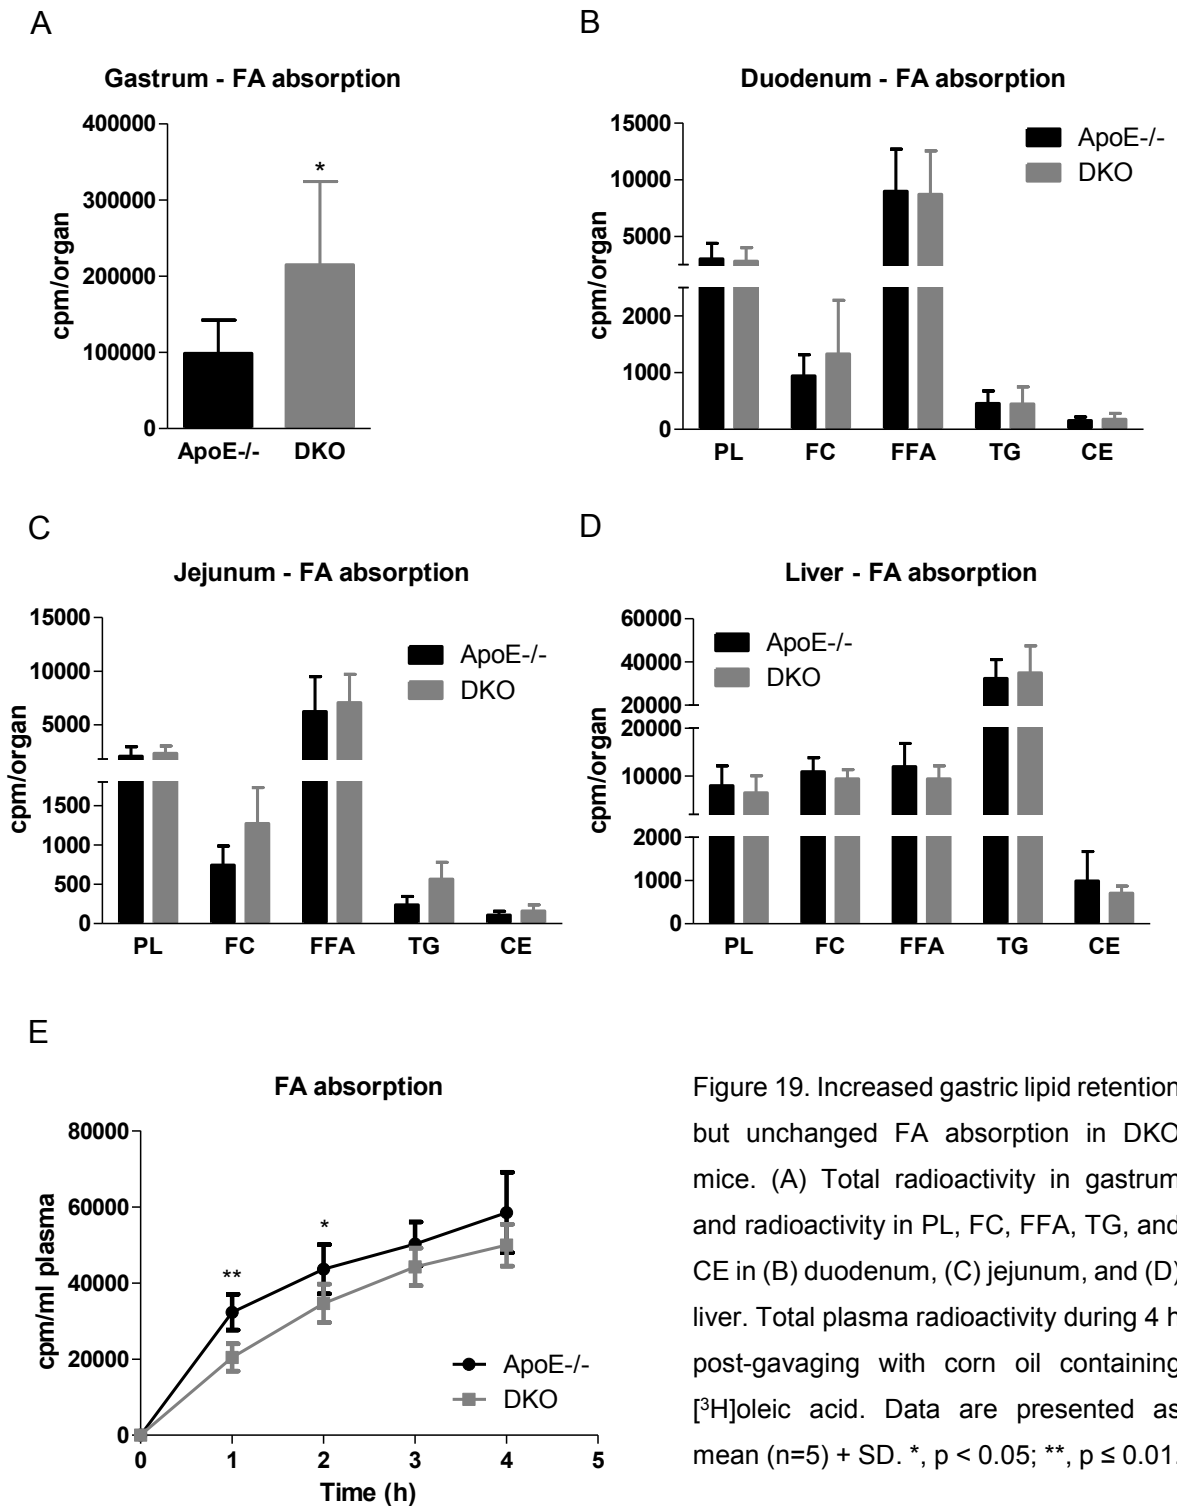 A
Gastrum - FA absorption
cpm/organ
400000
300000
200000
100000
0
*
ApoE-/-
DKO
B
Duodenum - FA absorption
cpm/organ
15000
10000
5000
2000
1000
0
ApoE-/-
DKO
PL
FC
FFA
TG
CE
C
Jejunum - FA absorption
cpm/organ
15000
10000
5000
1500
1000
500
0
ApoE-/-
DKO
PL
FC
FFA
TG
CE
D
Liver - FA absorption
cpm/organ
60000
40000
20000
20000
10000
2000
1000
0
ApoE-/-
DKO
PL
FC
FFA
TG
CE
E
FA absorption
cpm/ml plasma
80000
60000
40000
20000
0
**
*
ApoE-/-
DKO
0
1
2
3
4
5
Time (h)
Figure 19. Increased gastric lipid retention
but unchanged FA absorption in DKO
mice. (A) Total radioactivity in gastrum
and radioactivity in PL, FC, FFA, TG, and
CE in (B) duodenum, (C) jejunum, and (D)
liver. Total plasma radioactivity during 4 h
post-gavaging with corn oil containing
[³H]oleic acid. Data are presented as
mean (n=5) + SD. *, p < 0.05; **, p ≤ 0.01.